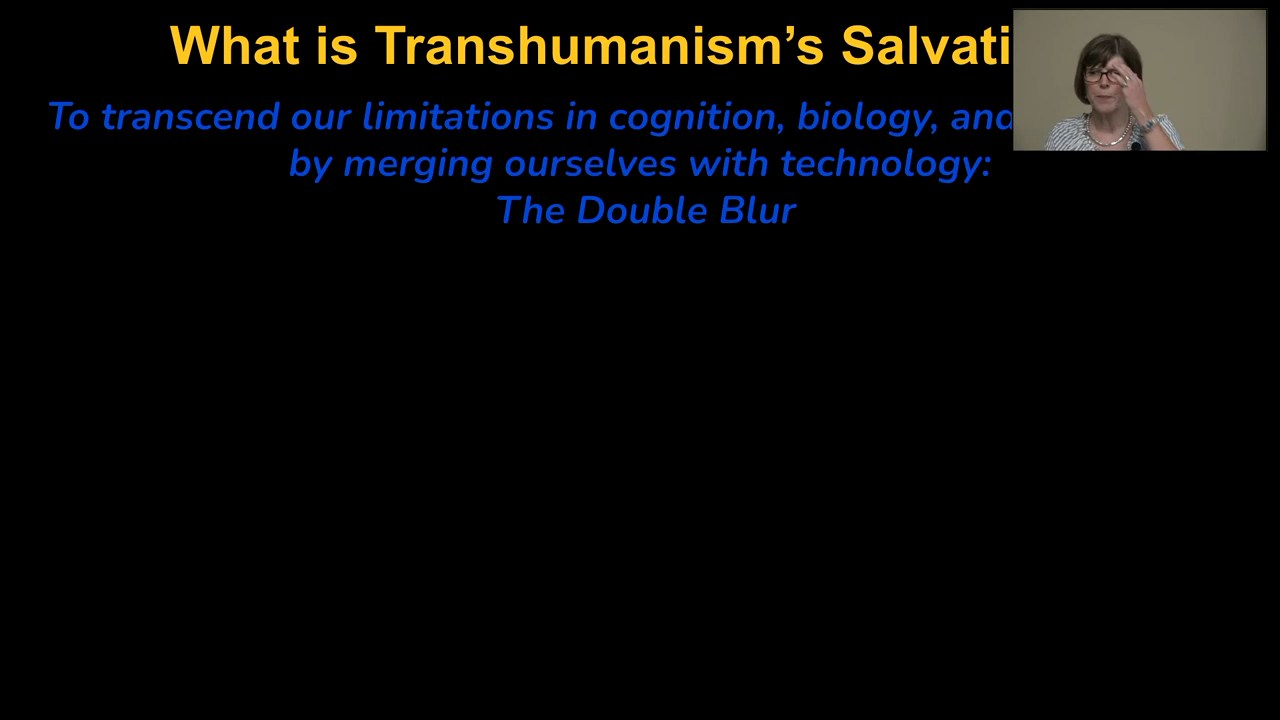 What is Transhumanism’s Salvati
To transcend our limitations in cognition, biology, and
by merging ourselves with technology:
The Double Blur